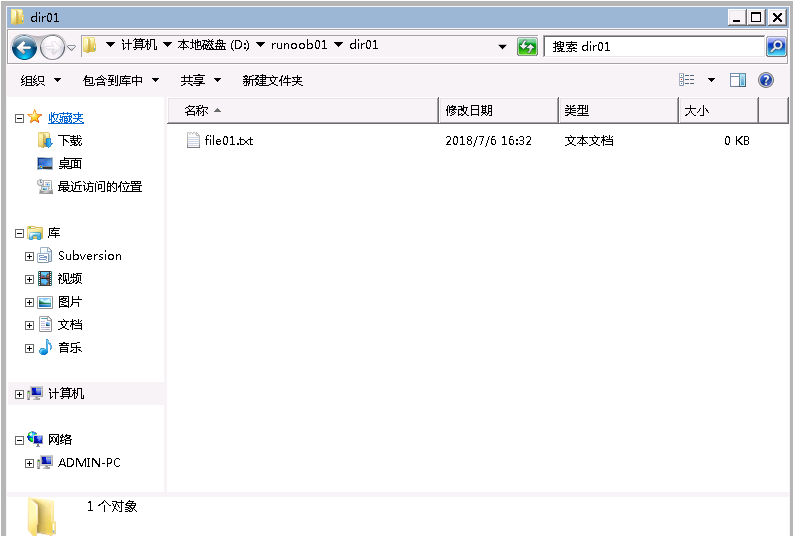 dir01
计算机 本地磁盘 (D:) runoob01 dir01 搜索 dir01
组织 包含到库中 共享 新建文件夹
收藏夹 名称 修改日期 类型 大小
下载 file01.txt 2018/7/6 16:32 文本文档 0 KB
桌面
最近访问的位置
库
Subversion
视频
图片
文档
音乐
计算机
网络
ADMIN-PC
1 个对象